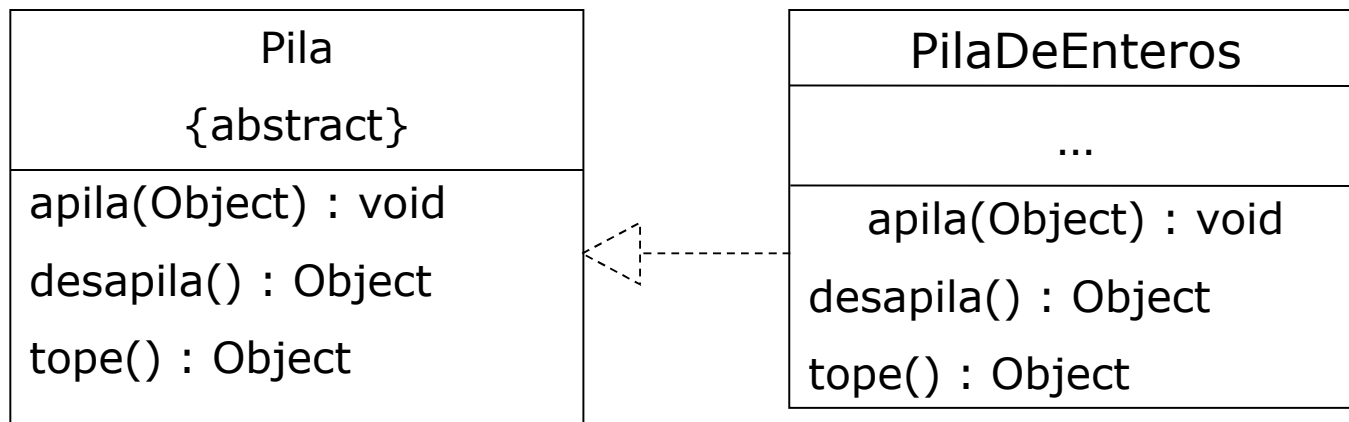 Pila
{abstract}
apila(Object) : void
desapila() : Object
tope() : Object
PilaDeEnteros
...
apila(Object) : void
desapila() : Object
tope() : Object